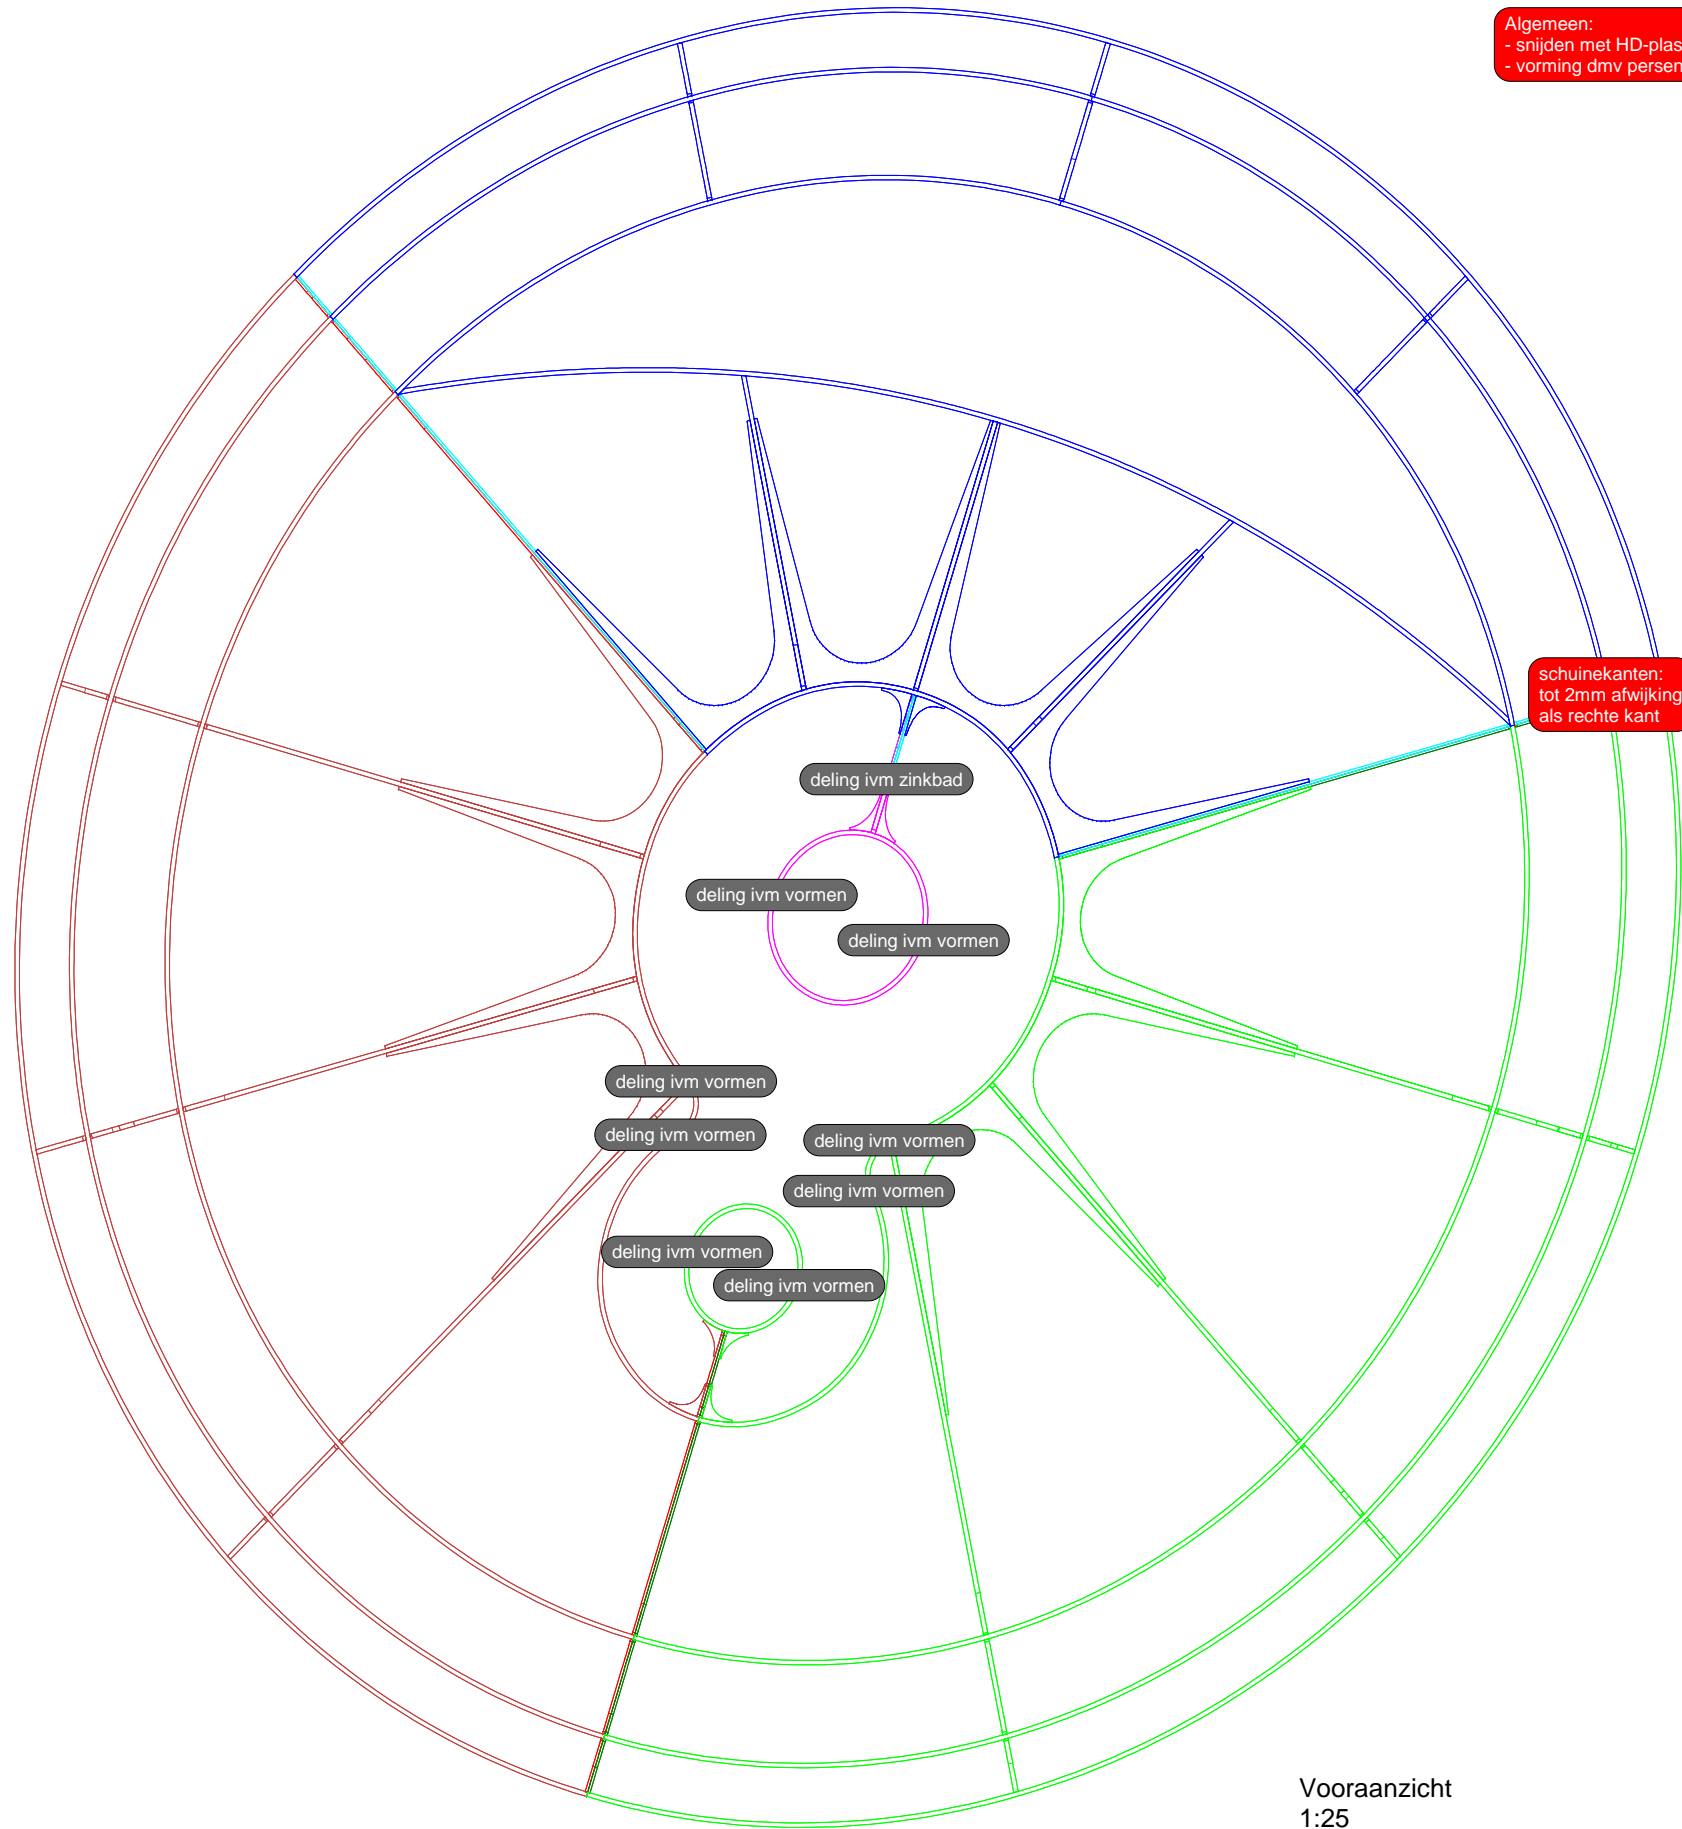 Algemeen:
- snijden met HD-plas
- vorming dmv persen
schuinekanten:
tot 2mm afwijking
als rechte kant
deling ivm zinkbad
deling ivm vormen
deling ivm vormen
deling ivm vormen
deling ivm vormen
deling ivm vormen
deling ivm vormen
deling ivm vormen
deling ivm vormen
Vooraanzicht
1:25